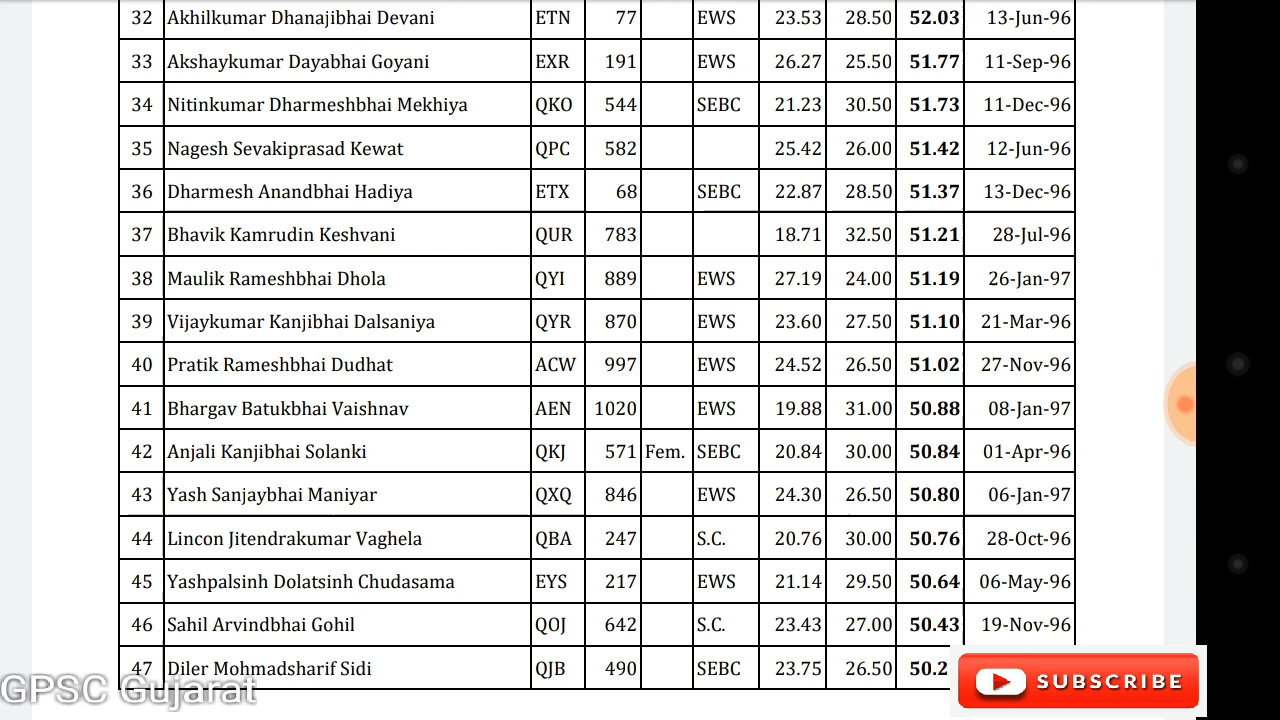 32 Akhilkumar Dhanajibhai Devani ETN 77 EWS 23.53 28.50 52.03 13-Jun-96
33 Akshaykumar Dayabhai Goyani EXR 191 EWS 26.27 25.50 51.77 11-Sep-96
34 Nitinkumar Dharmeshbhai Mekhiya QKO 544 SEBC 21.23 30.50 51.73 11-Dec-96
35 Nagesh Sevakiprasad Kewat QPC 582 25.42 26.00 51.42 12-Jun-96
36 Dharmesh Anandbhai Hadiya ETX 68 SEBC 22.87 28.50 51.37 13-Dec-96
37 Bhavik Kamrudin Keshvani QUR 783 18.71 32.50 51.21 28-Jul-96
38 Maulik Rameshbhai Dhola QYI 889 EWS 27.19 24.00 51.19 26-Jan-97
39 Vijaykumar Kanjibhai Dalsaniya QYR 870 EWS 23.60 27.50 51.10 21-Mar-96
40 Pratik Rameshbhai Dudhat ACW 997 EWS 24.52 26.50 51.02 27-Nov-96
41 Bhargav Batukbhai Vaishnav AEN 1020 EWS 19.88 31.00 50.88 08-Jan-97
42 Anjali Kanjibhai Solanki QKJ 571 Fem. SEBC 20.84 30.00 50.84 01-Apr-96
43 Yash Sanjaybhai Maniyar QXQ 846 EWS 24.30 26.50 50.80 06-Jan-97
44 Lincon Jitendrakumar Vaghela QBA 247 S.C. 20.76 30.00 50.76 28-Oct-96
45 Yashpalsinh Dolatsinh Chudasama EYS 217 EWS 21.14 29.50 50.64 06-May-96
46 Sahil Arvindbhai Gohil QOJ 642 S.C. 23.43 27.00 50.43 19-Nov-96
47 Diler Mohmadsharif Sidi QJB 490 SEBC 23.75 26.50 50.2
GPSC Gujarat
SUBSCRIBE